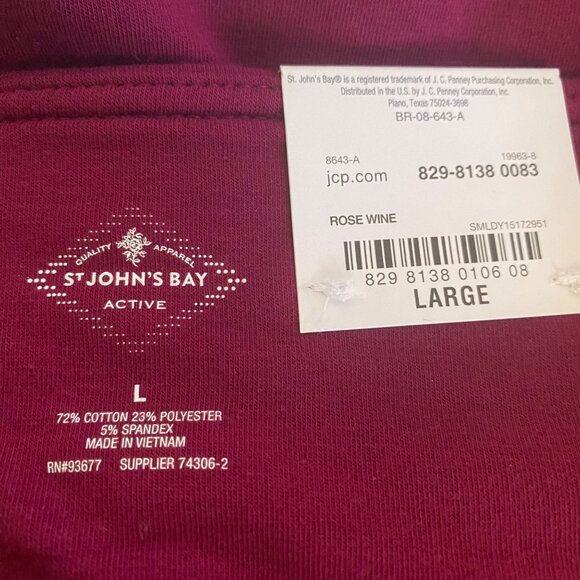 St. John's Bay® is a registered trademark of J. C. Penney Purchasing Corporation, Inc.
Distributed in the U.S. by J. C. Penney Corporation, Inc.
Plano, Texas 75024-3698
BR-08-643-A
8643-A 19963-8
jcp.com 829-8138 0083
ROSE WINE
SMLDY15172951
829 8138 0106 08
LARGE
QUALITY APPAREL
ST JOHN'S BAY
ACTIVE
L
72% COTTON 23% POLYESTER
5% SPANDEX
MADE IN VIETNAM
RN#93677 SUPPLIER 74306-2